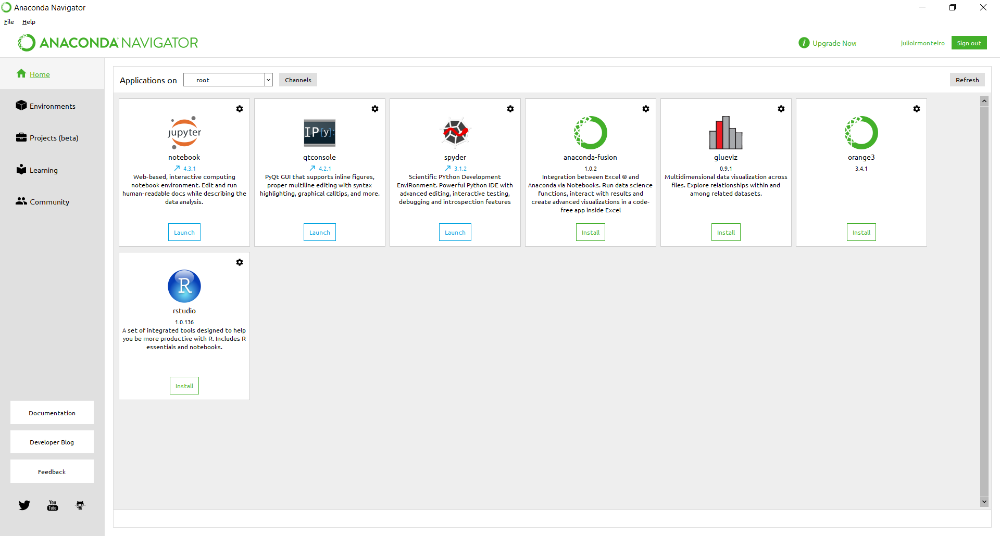 Anaconda Navigator
File Help
ANACONDA NAVIGATOR
Upgrade Now
juliolrmonteiro
Sign out
Home
Environments
Projects (beta)
Learning
Community
Documentation
Developer Blog
Feedback
You
Tube
Applications on
root
Channels
Refresh
jupyter
notebook
4.3.1
Web-based, interactive computing
notebook environment. Edit and run
human-readable docs while describing the
data analysis.
Launch
IP[y]:
qtconsole
4.2.1
PyQt GUI that supports inline figures,
proper multiline editing with syntax
highlighting, graphical calltips, and more.
Launch
spyder
3.1.2
Scientific PYthon Development
EnviRonment. Powerful Python IDE with
advanced editing, interactive testing,
debugging and introspection features
Launch
anaconda-fusion
1.0.2
Integration between Excel ® and
Anaconda via Notebooks. Run data science
functions, interact with results and
create advanced visualizations in a code-
free app inside Excel
Install
glueviz
0.9.1
Multidimensional data visualization across
files. Explore relationships within and
among related datasets.
Install
orange3
3.4.1
Install
R
rstudio
1.0.136
A set of integrated tools designed to help
you be more productive with R. Includes R
essentials and notebooks.
Install